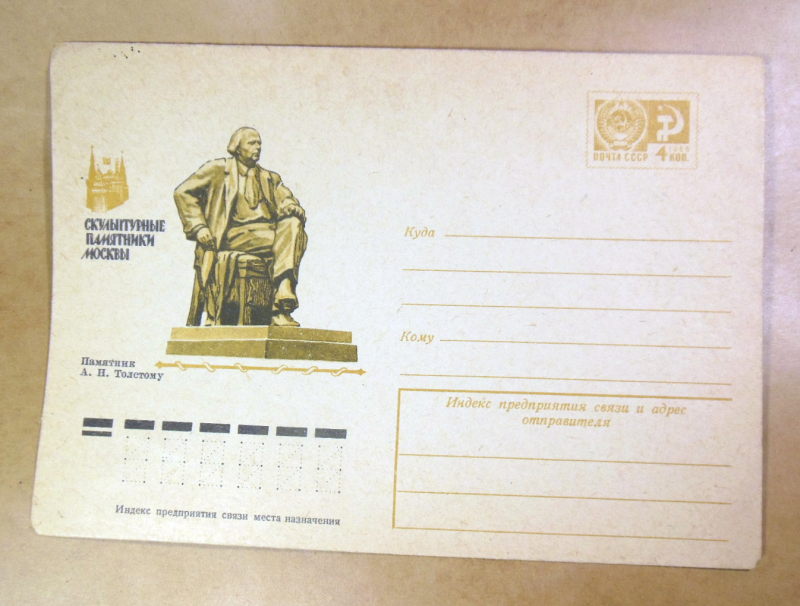 ПОЧТА СССР
1966
4 КОП.
СКУЛЬПТУРНЫЕ
ПАМЯТНИКИ
МОСКВЫ
Памятник
А. Н. Толстому
Куда
Кому
Индекс предприятия связи и адрес
отправителя
Индекс предприятия связи места назначения